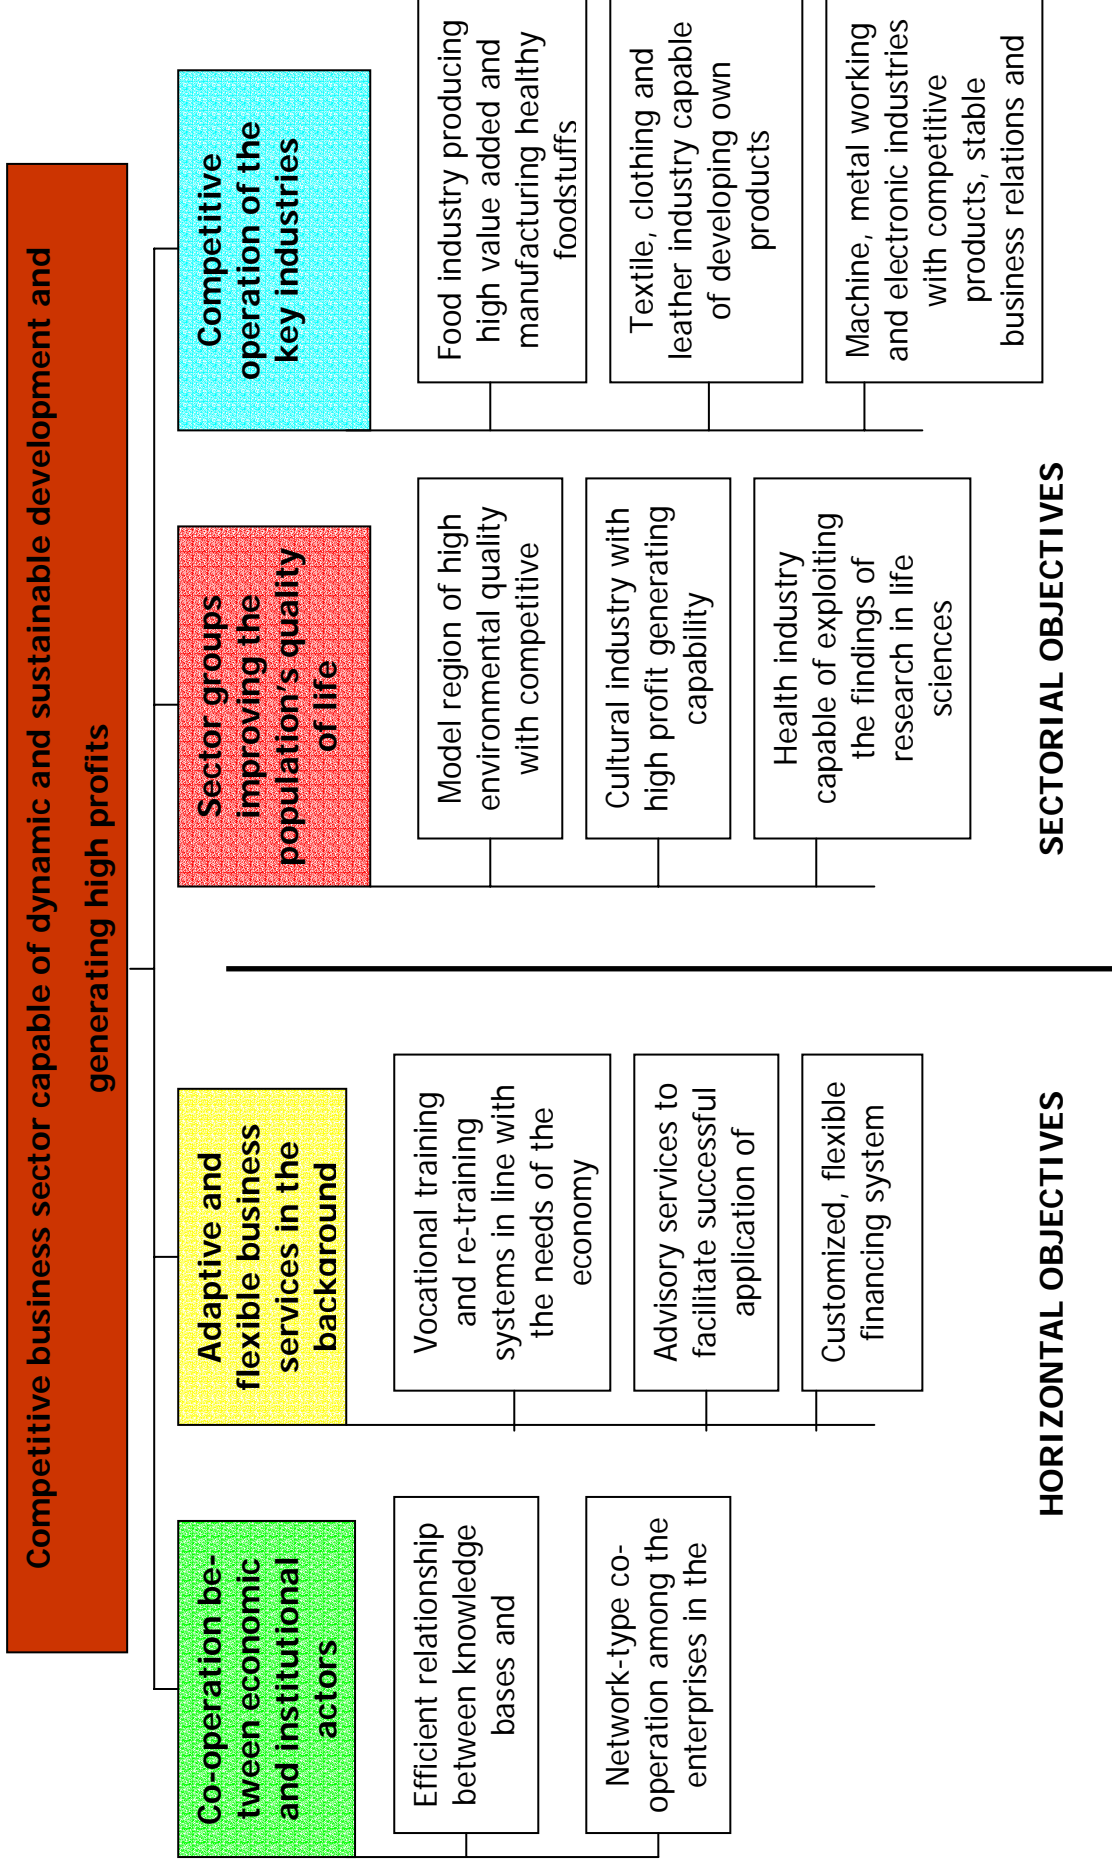 Competitive business sector capable of dynamic and sustainable development and
generating high profits
Co-operation be-
tween economic
and institutional
actors
Efficient relationship
between knowledge
bases and
Network-type co-
operation among the
enterprises in the
Adaptive and
flexible business
services in the
background
Vocational training
and re-training
systems in line with
the needs of the
economy
Advisory services to
facilitate successful
application of
Customized, flexible
financing system
HORIZONTAL OBJECTIVES
Sector groups
improving the
population's quality
of life
Model region of high
environmental quality
with competitive
Cultural industry with
high profit generating
capability
Health industry
capable of exploiting
the findings of
research in life
sciences
Competitive
operation of the
key industries
Food industry producing
high value added and
manufacturing healthy
foodstuffs
Textile, clothing and
leather industry capable
of developing own
products
Machine, metal working
and electronic industries
with competitive
products, stable
business relations and
SECTORIAL OBJECTIVES